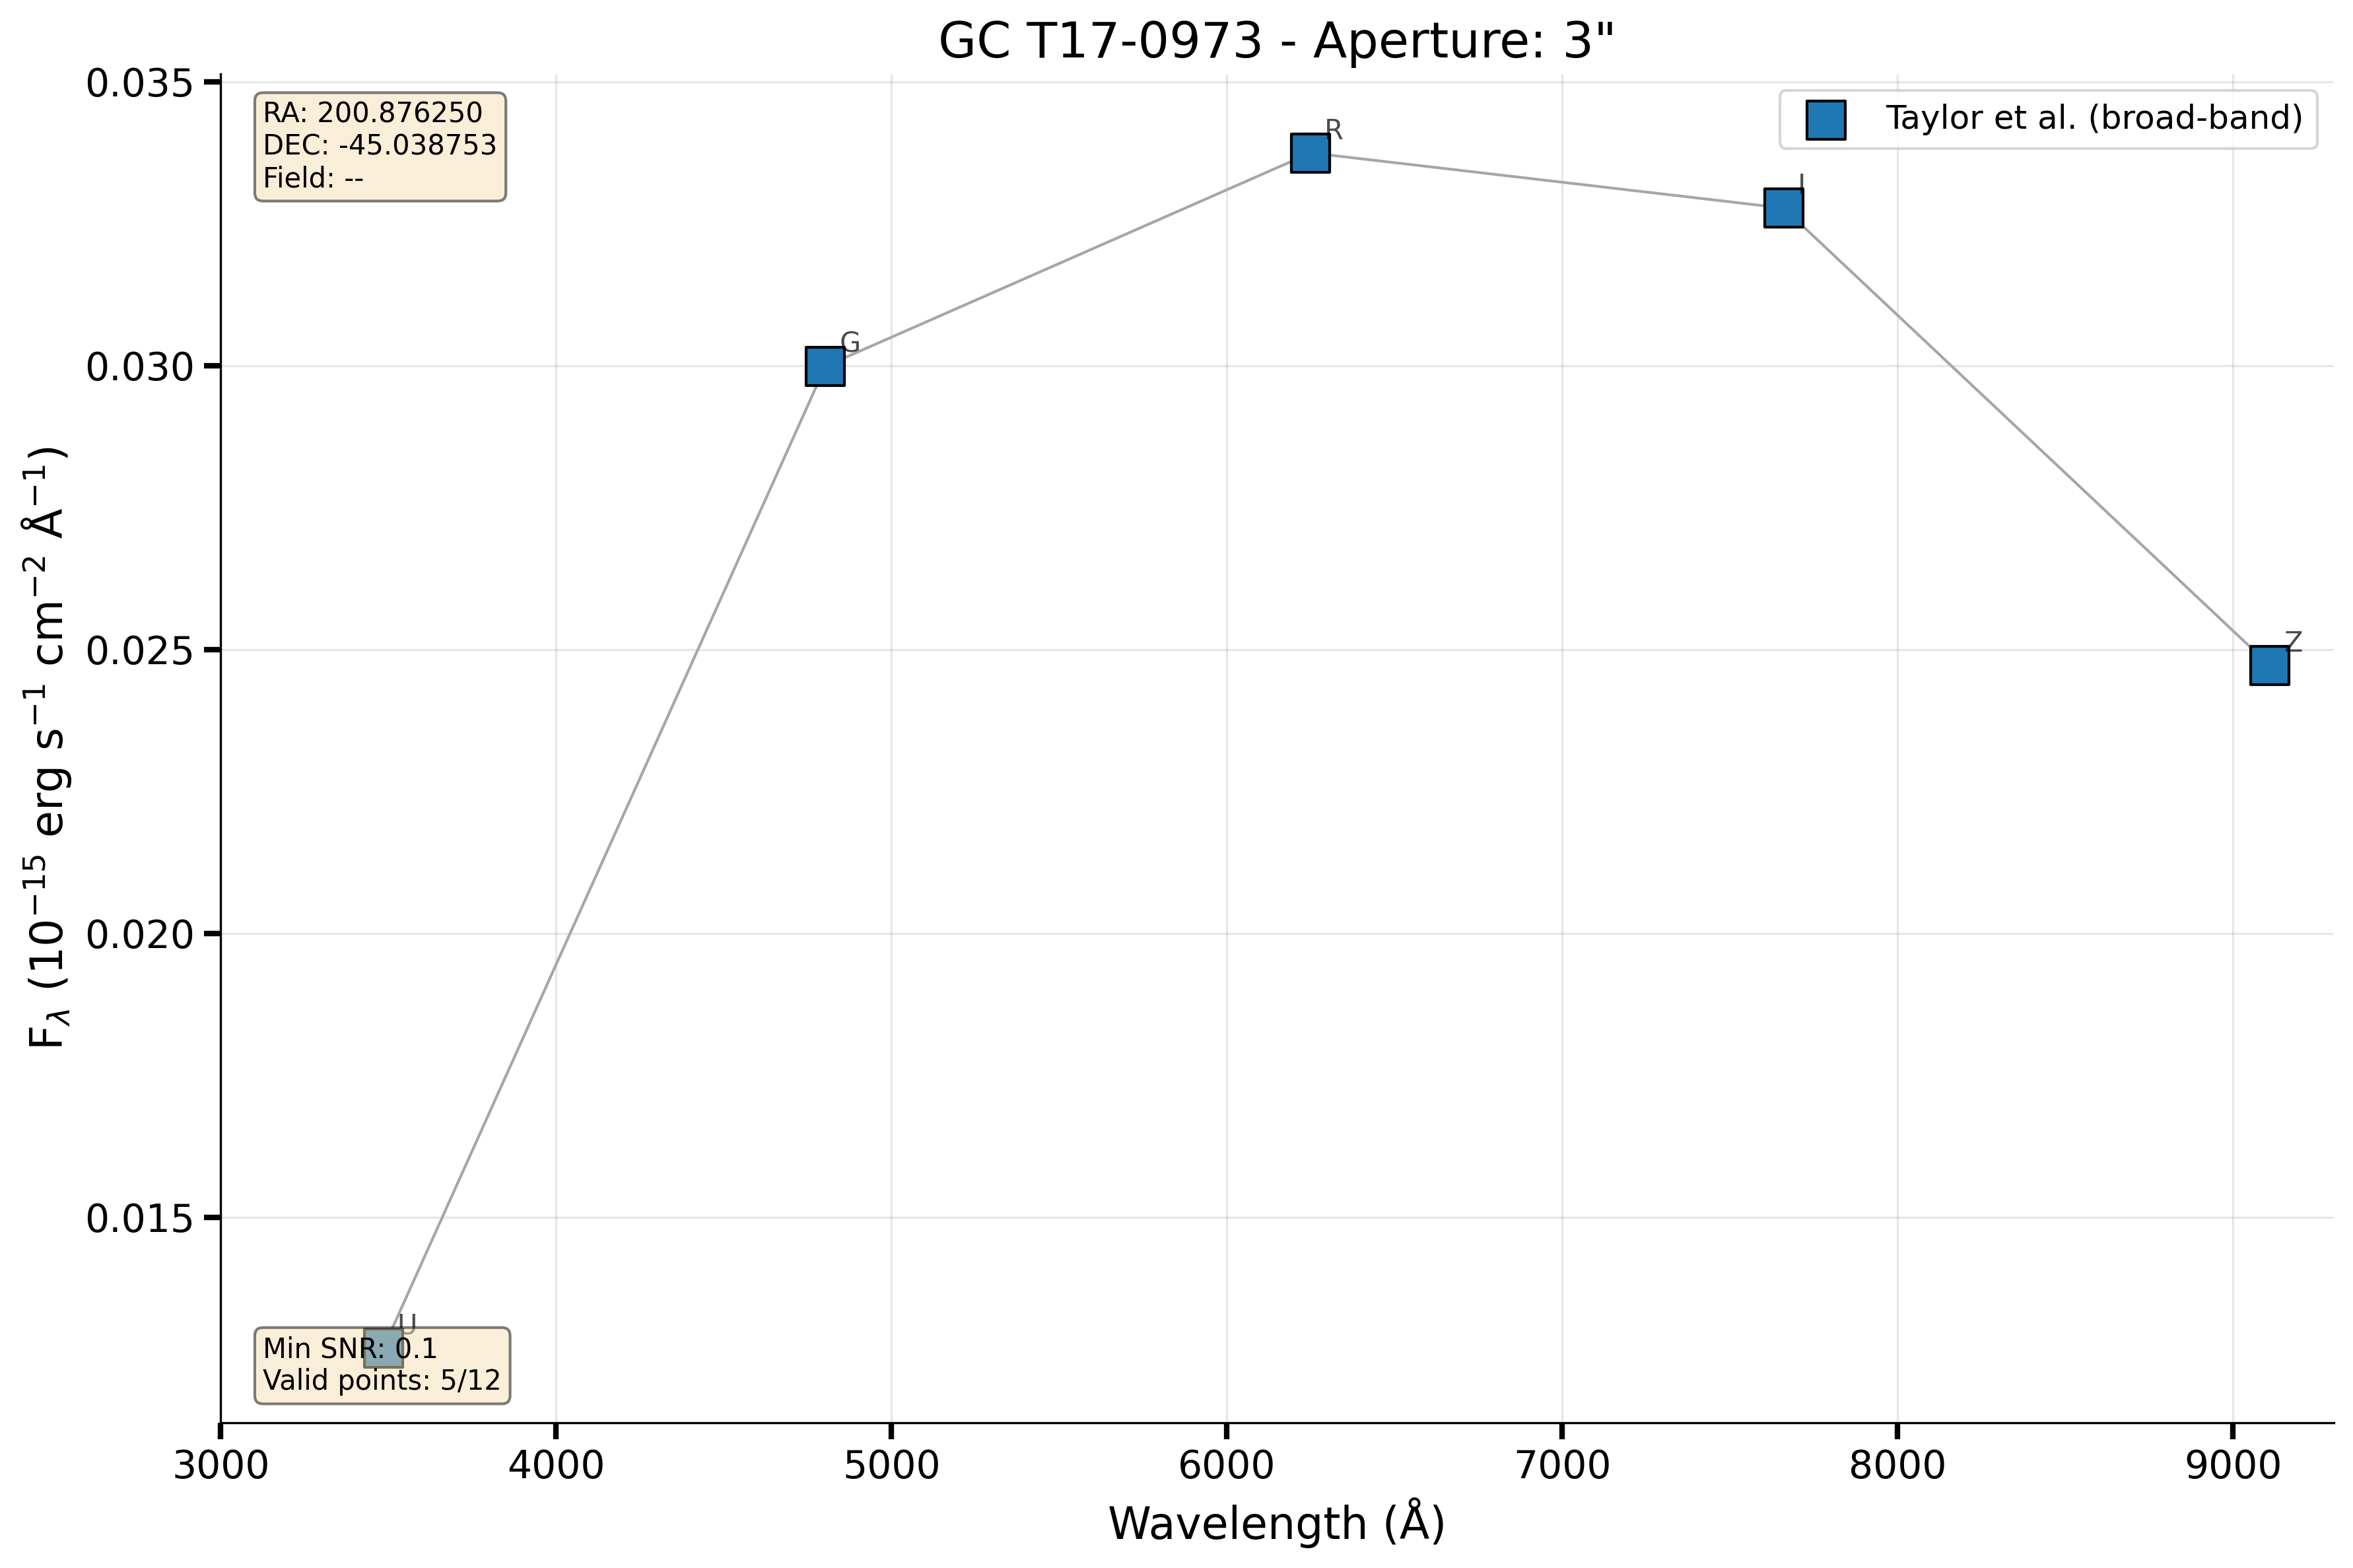 GC T17-0973 - Aperture: 3"
0.035
0.030
0.025
0.020
0.015
F_λ (10⁻¹⁵ erg s⁻¹ cm⁻² Å⁻¹)
RA: 200.876250
DEC: -45.038753
Field: --
Taylor et al. (broad-band)
R
I
G
Z
U
Min SNR: 0.1
Valid points: 5/12
3000 4000 5000 6000 7000 8000 9000
Wavelength (Å)